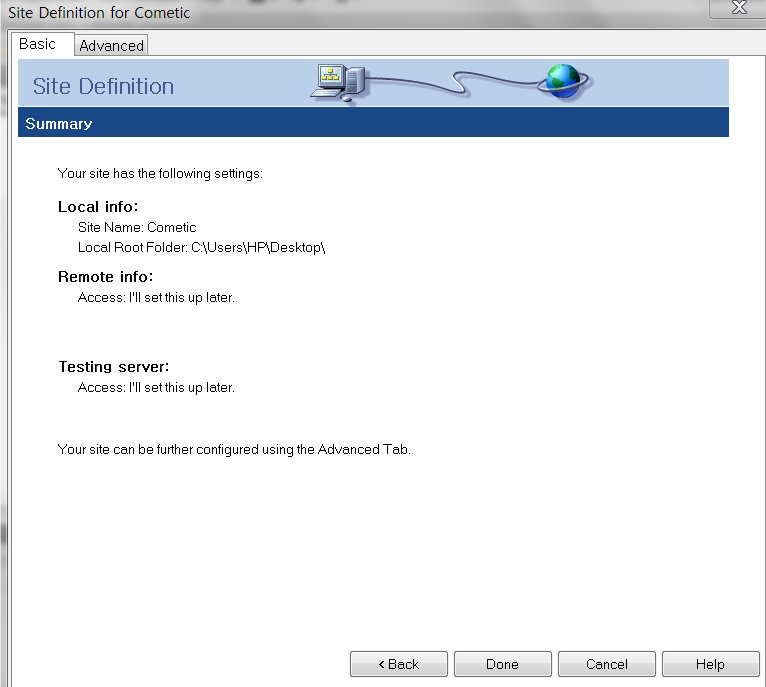 Site Definition for Cometic
Basic
Advanced
Site Definition
Summary
Your site has the following settings:
Local info:
Site Name: Cometic
Local Root Folder: C:\Users\HP\Desktop\
Remote info:
Access: I'll set this up later.
Testing server:
Access: I'll set this up later.
Your site can be further configured using the Advanced Tab.
< Back
Done
Cancel
Help